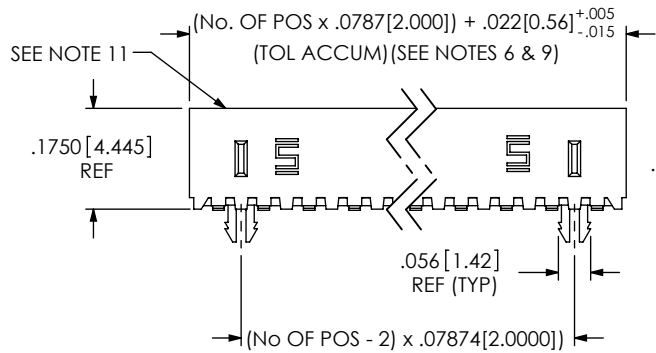 (No. OF POS x .0787[2.000]) + .022[0.56] +.005 -.015
(TOL ACCUM)(SEE NOTES 6 & 9)
SEE NOTE 11
.1750[4.445]
REF
.056[1.42]
REF (TYP)
(No OF POS - 2) x .07874[2.0000])